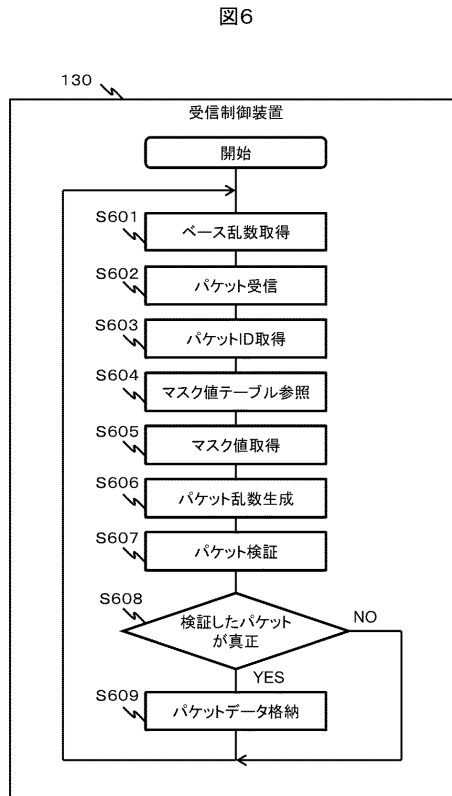 図6
130
受信制御装置
開始
S601
ベース乱数取得
S602
パケット受信
S603
パケットID取得
S604
マスク値テーブル参照
S605
マスク値取得
S606
パケット乱数生成
S607
パケット検証
S608
検証したパケット
が真正
NO
YES
S609
パケットデータ格納